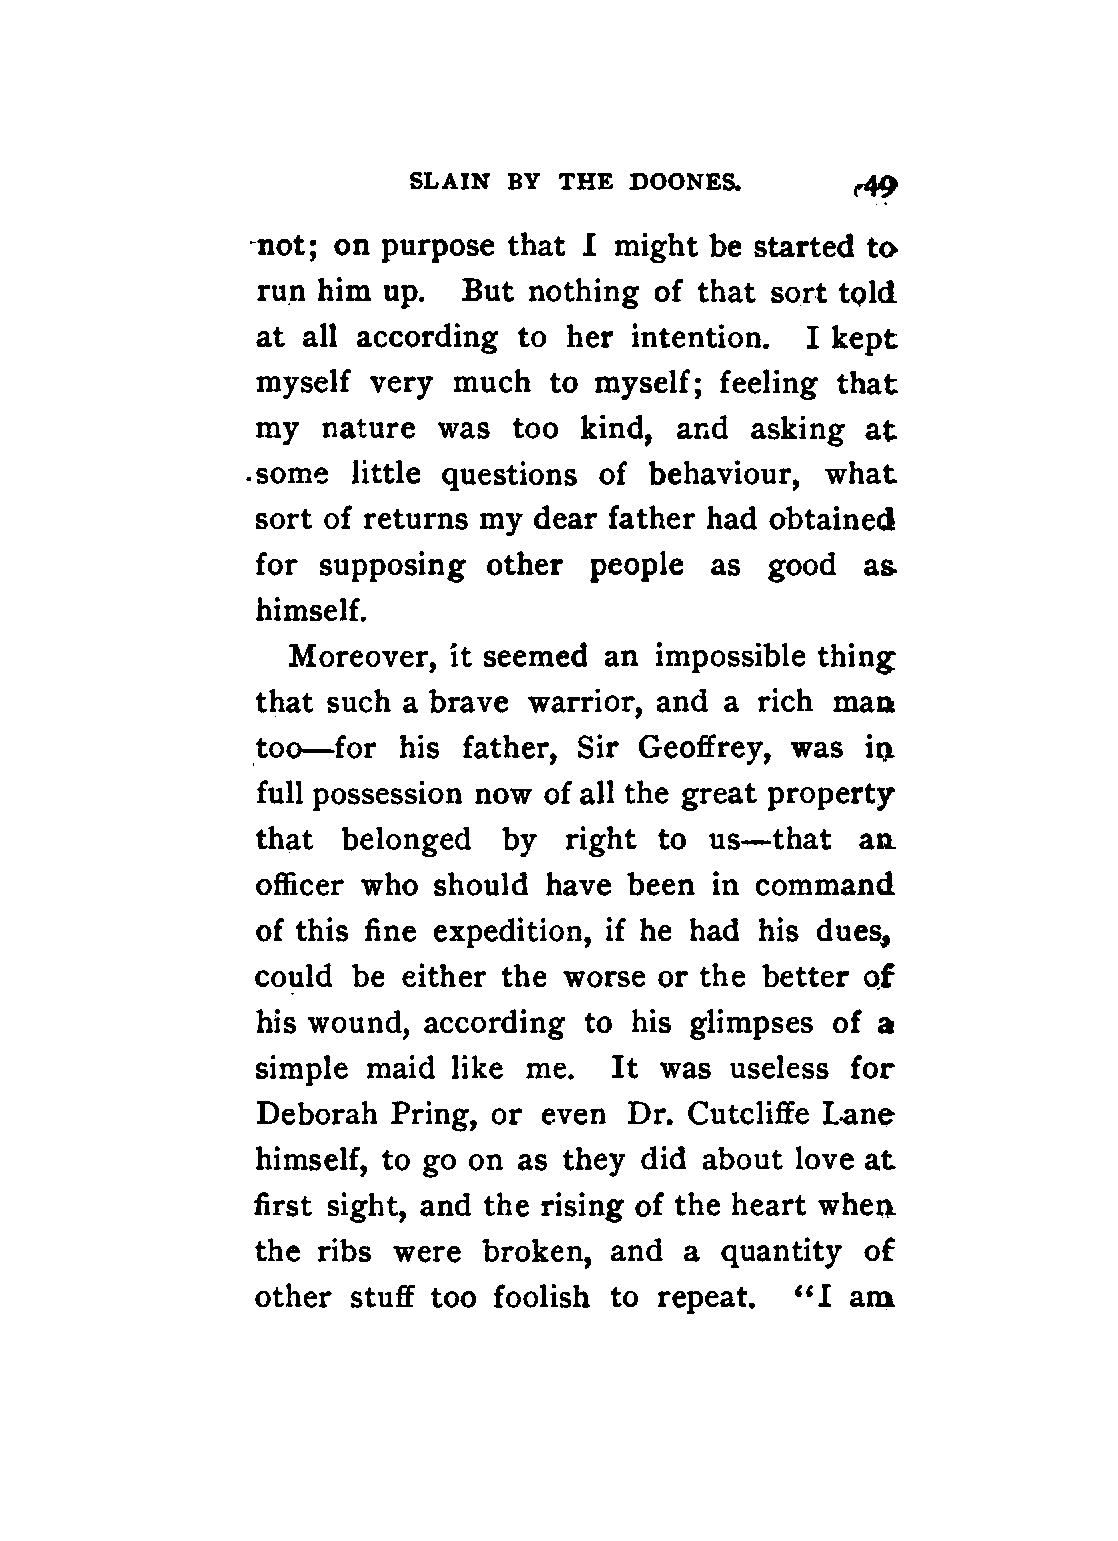 SLAIN BY THE DOONES. 49
not; on purpose that I might be started to
run him up. But nothing of that sort told
at all according to her intention. I kept
myself very much to myself; feeling that
my nature was too kind, and asking at
some little questions of behaviour, what
sort of returns my dear father had obtained
for supposing other people as good as
himself.
Moreover, it seemed an impossible thing
that such a brave warrior, and a rich man
too—for his father, Sir Geoffrey, was in
full possession now of all the great property
that belonged by right to us—that an
officer who should have been in command
of this fine expedition, if he had his dues,
could be either the worse or the better of
his wound, according to his glimpses of a
simple maid like me. It was useless for
Deborah Pring, or even Dr. Cutcliffe Lane
himself, to go on as they did about love at
first sight, and the rising of the heart when
the ribs were broken, and a quantity of
other stuff too foolish to repeat. “I am